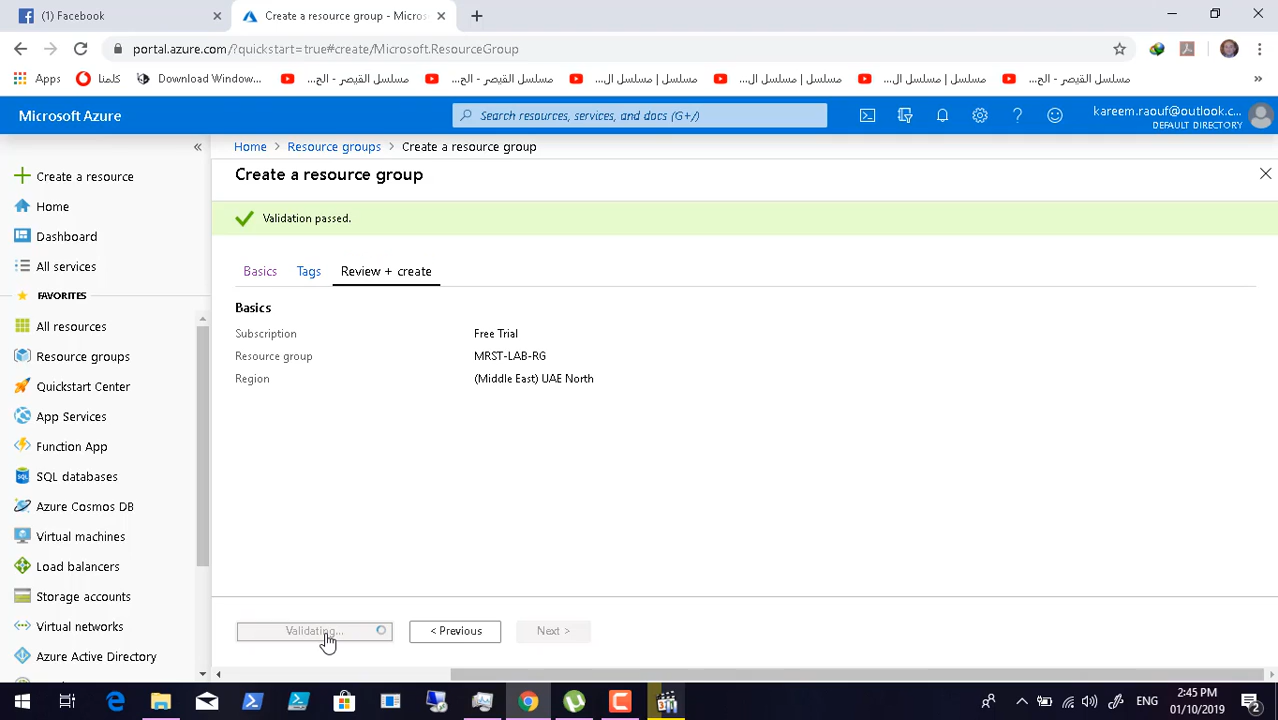 (1) Facebook
Create a resource group - Micros
portal.azure.com/?quickstart=true#create/Microsoft.ResourceGroup
Apps
كلمنا
Download Window...
مسلسل القيصر - الح...
مسلسل القيصر - الح...
مسلسل | مسلسل ال...
مسلسل | مسلسل ال...
مسلسل | مسلسل ال...
مسلسل القيصر - الح...
»
Microsoft Azure
Search resources, services, and docs (G+/)
kareem.raouf@outlook.c...
DEFAULT DIRECTORY
«
Create a resource
Home
Dashboard
All services
FAVORITES
All resources
Resource groups
Quickstart Center
App Services
Function App
SQL databases
Azure Cosmos DB
Virtual machines
Load balancers
Storage accounts
Virtual networks
Azure Active Directory
Home > Resource groups > Create a resource group
Create a resource group
Validation passed.
Basics Tags Review + create
Basics
Subscription Free Trial
Resource group MRST-LAB-RG
Region (Middle East) UAE North
Validating...
< Previous
Next >
ENG
2:45 PM
01/10/2019
2